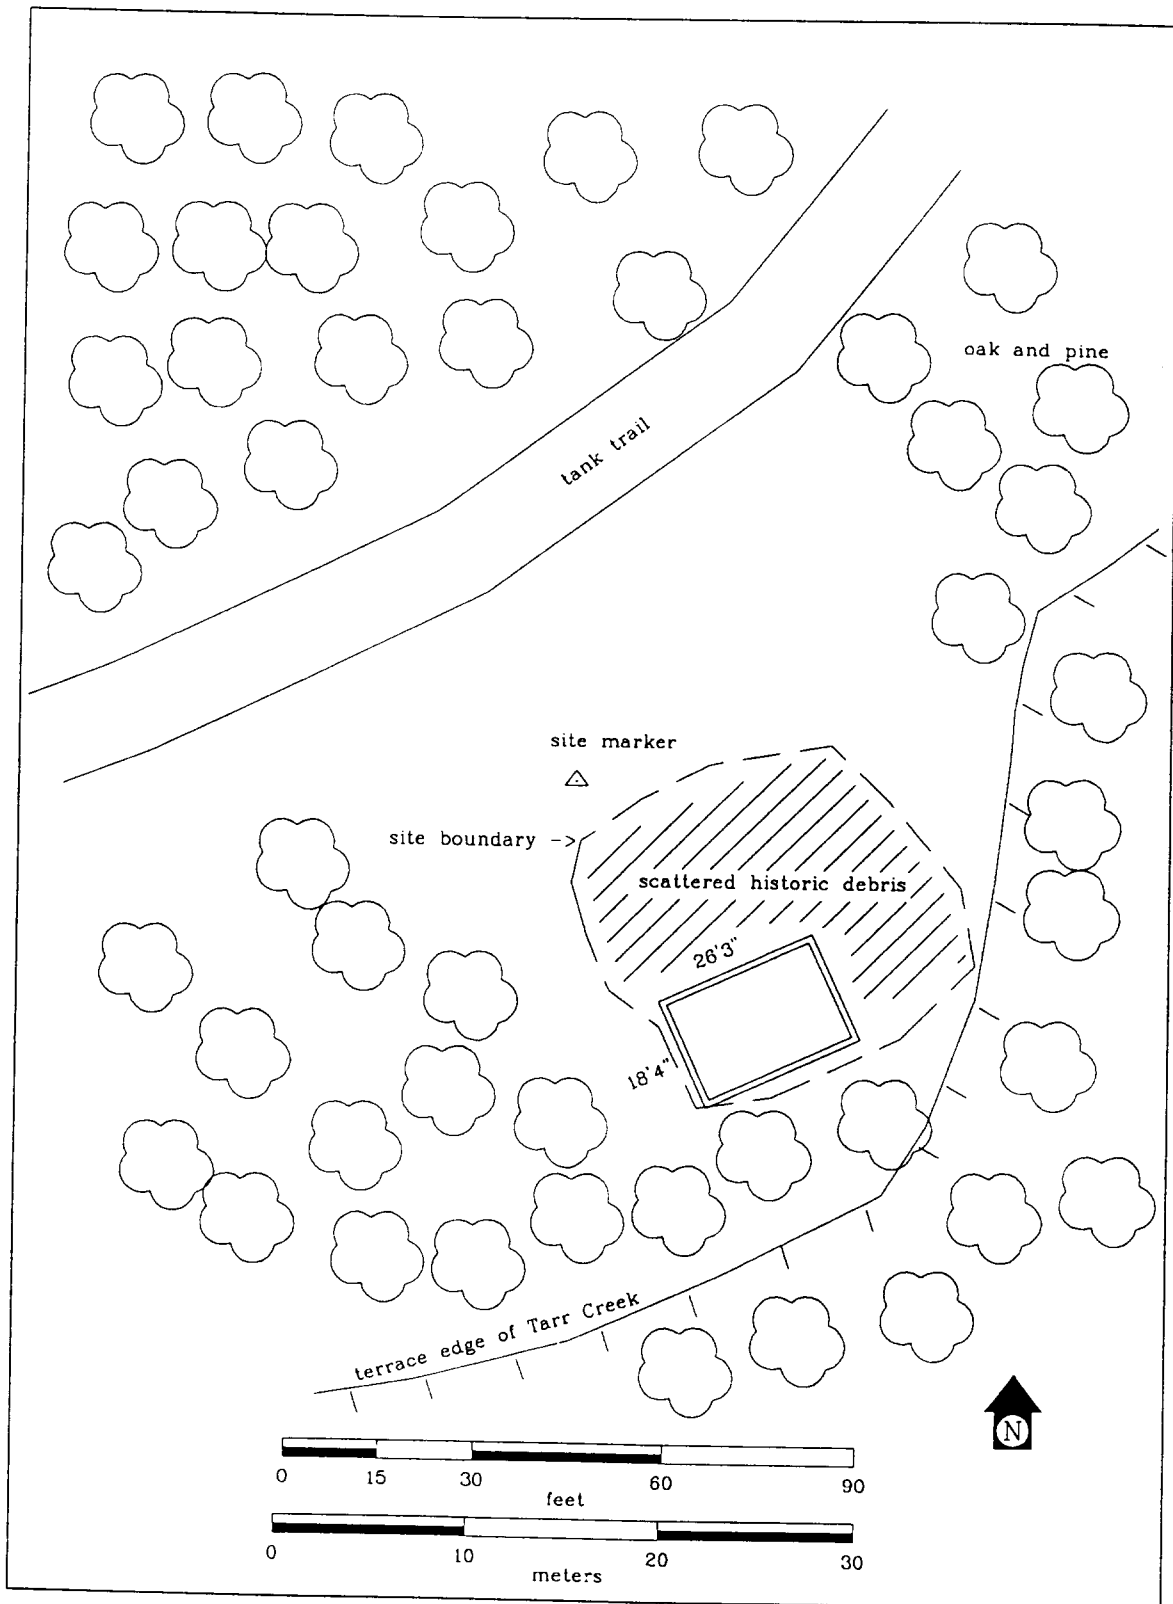 oak and pine
tank trail
site marker
site boundary ->
scattered historic debris
26'3"
18'4"
terrace edge of Tarr Creek
N
0 15 30 60 90
feet
0 10 20 30
meters